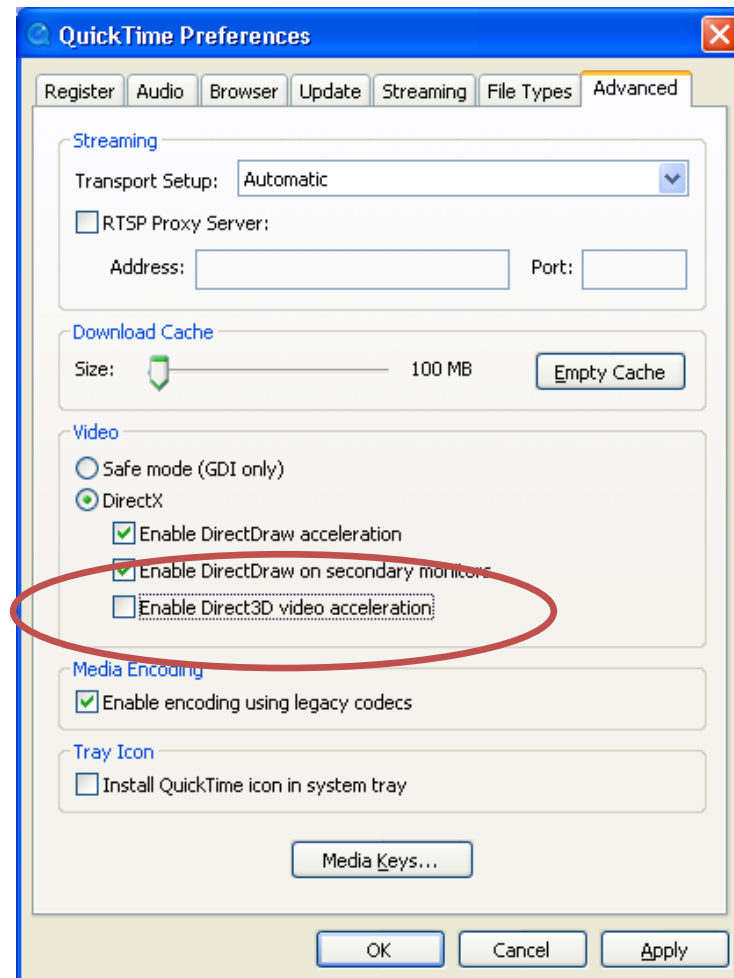 QuickTime Preferences
Register Audio Browser Update Streaming File Types Advanced
Streaming
Transport Setup: Automatic
RTSP Proxy Server:
Address: Port:
Download Cache
Size: 100 MB Empty Cache
Video
Safe mode (GDI only)
DirectX
Enable DirectDraw acceleration
Enable DirectDraw on secondary monitors
Enable Direct3D video acceleration
Media Encoding
Enable encoding using legacy codecs
Tray Icon
Install QuickTime icon in system tray
Media Keys...
OK Cancel Apply